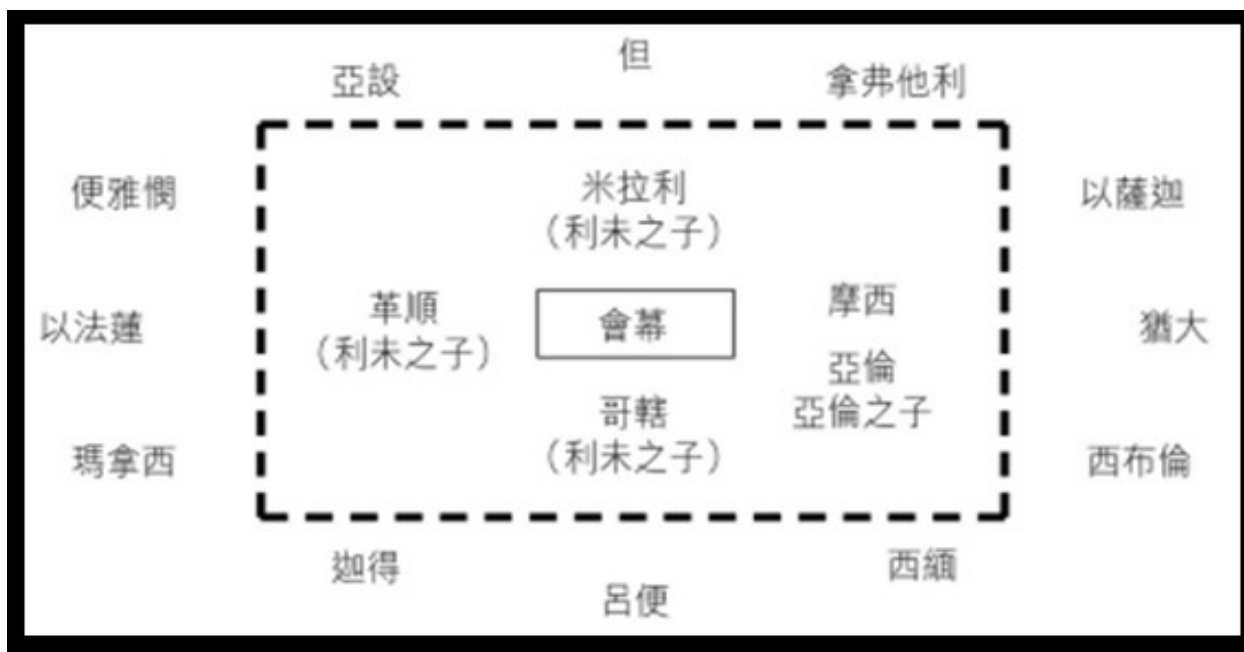 但
亞設
拿弗他利
便雅憫
米拉利
（利未之子）
以薩迦
以法蓮
革順
（利未之子）
會幕
摩西
亞倫
亞倫之子
猶大
瑪拿西
哥轄
（利未之子）
西布倫
迦得
呂便
西緬